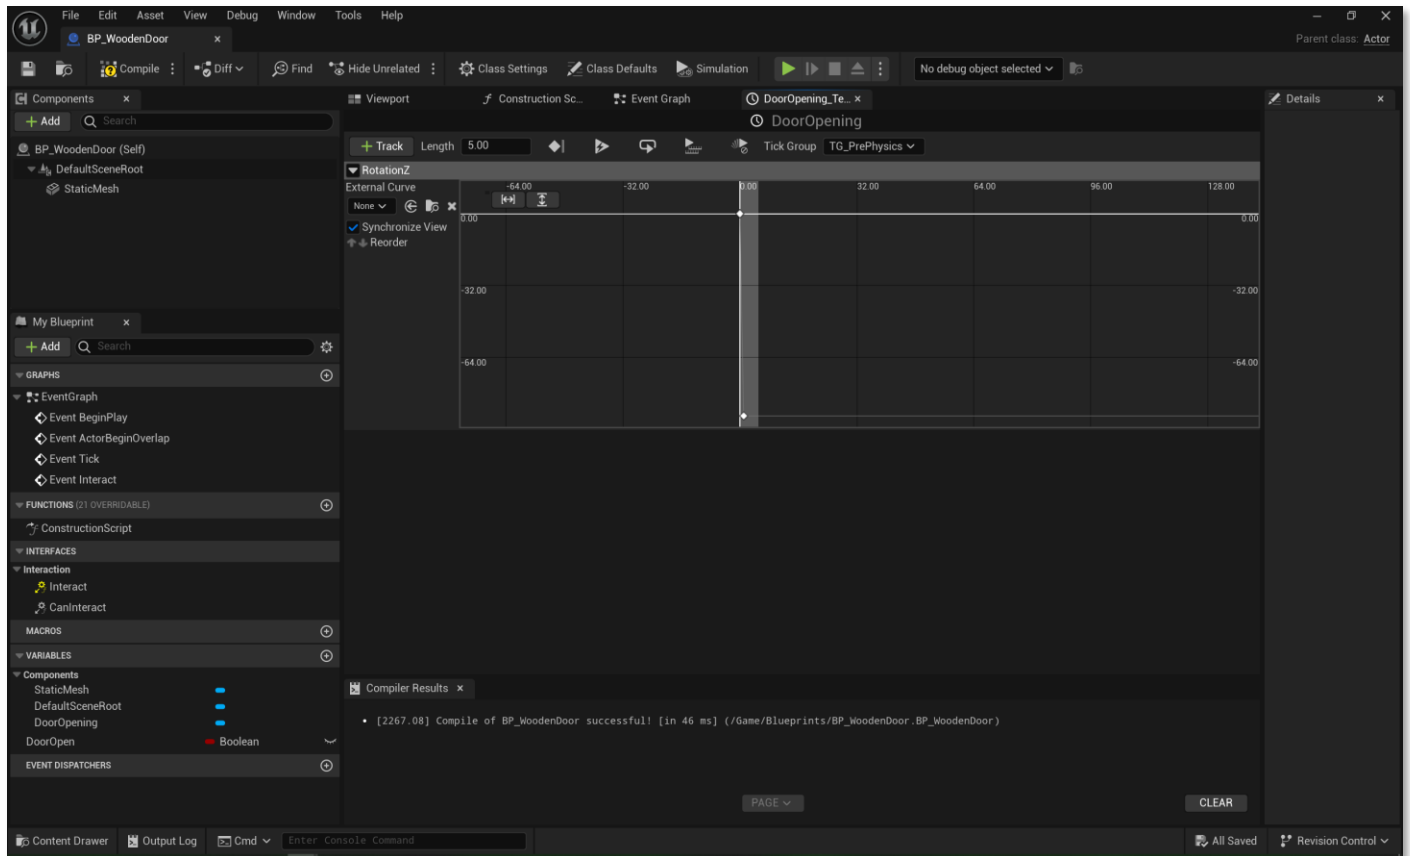 File Edit Asset View Debug Window Tools Help
BP_WoodenDoor
Parent class: Actor
Compile Diff Find Hide Unrelated Class Settings Class Defaults Simulation No debug object selected
Components
Add Search
BP_WoodenDoor (Self)
DefaultSceneRoot
StaticMesh
Viewport Construction Sc... Event Graph DoorOpening_Te...
DoorOpening
Track Length 5.00 Tick Group TG_PrePhysics
RotationZ
External Curve
None
Synchronize View
Reorder
-64.00 -32.00 0.00 32.00 64.00 96.00 128.00
0.00 0.00
-32.00 -32.00
-64.00 -64.00
Details
My Blueprint
Add Search
GRAPHS
EventGraph
Event BeginPlay
Event ActorBeginOverlap
Event Tick
Event Interact
FUNCTIONS (21 OVERRIDABLE)
ConstructionScript
INTERFACES
Interaction
Interact
CanInteract
MACROS
VARIABLES
Components
StaticMesh
DefaultSceneRoot
DoorOpening
DoorOpen Boolean
EVENT DISPATCHERS
Compiler Results
[2267.08] Compile of BP_WoodenDoor successful! [in 46 ms] (/Game/Blueprints/BP_WoodenDoor.BP_WoodenDoor)
PAGE CLEAR
Content Drawer Output Log Cmd Enter Console Command All Saved Revision Control